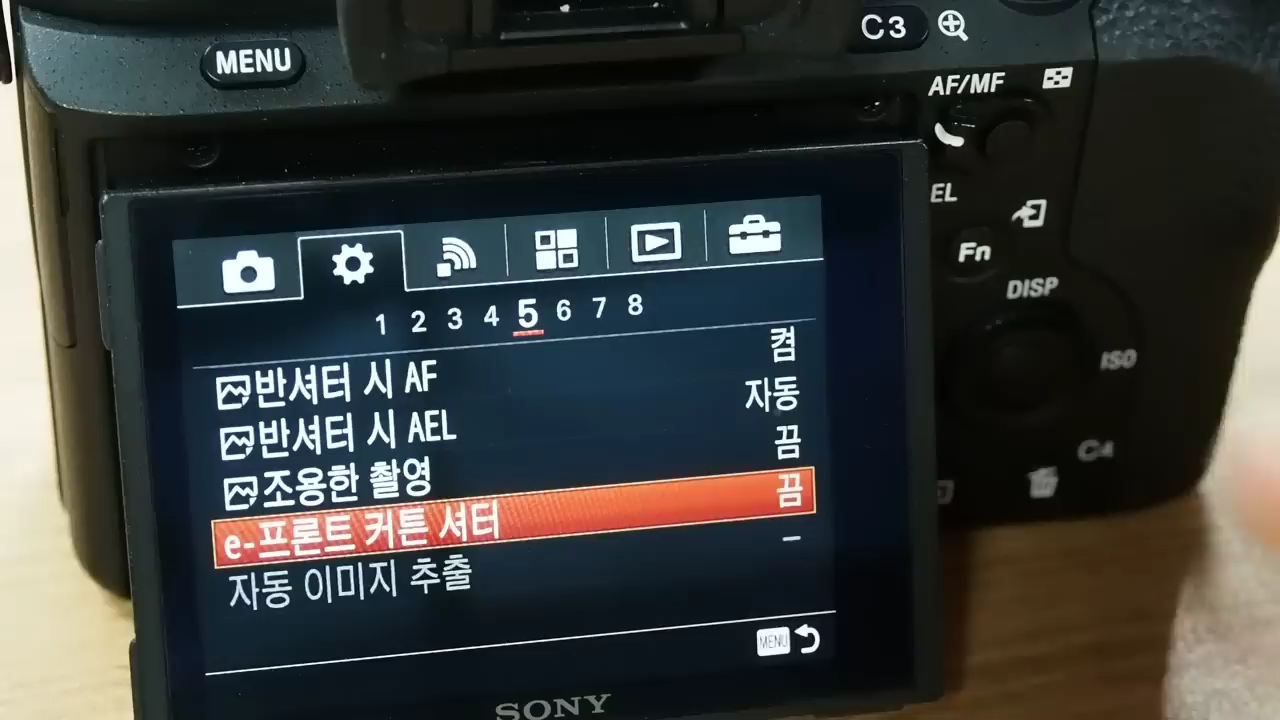 C3
MENU
AF/MF
EL
Fn
DISP
ISO
C4
1 2 3 4 5 6 7 8
반셔터 시 AF 켬
반셔터 시 AEL 자동
조용한 촬영 끔
e-프론트 커튼 셔터 끔
자동 이미지 추출 –
MENU
SONY